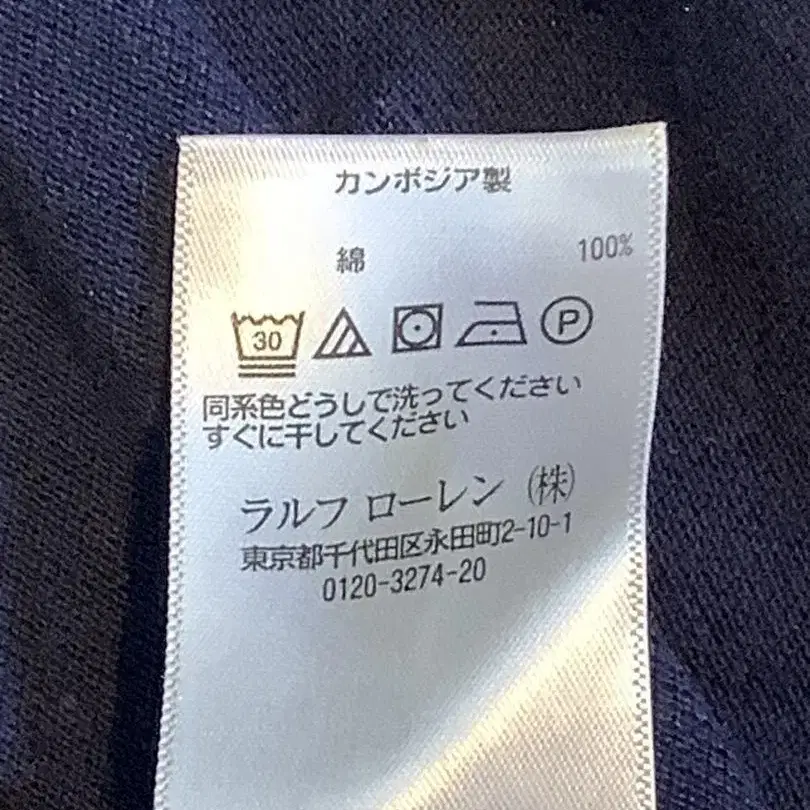 カンボジア製
綿 100%
30 P
同系色どうしで洗ってください
すぐに干してください
ラルフ ローレン (株)
東京都千代田区永田町2-10-1
0120-3274-20